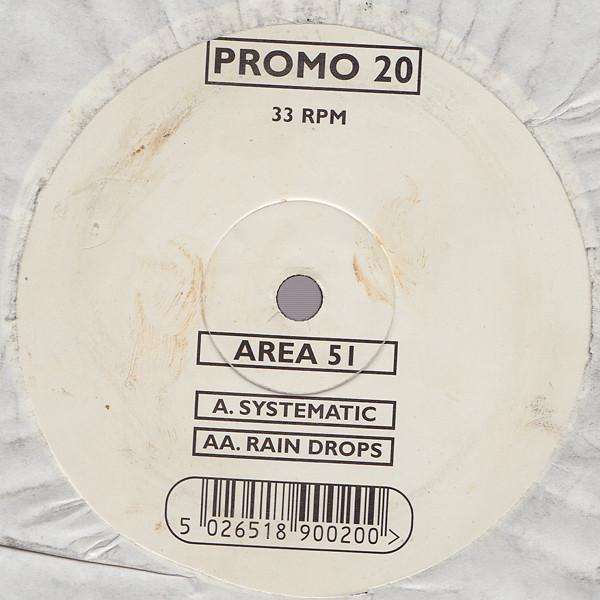 PROMO 20
33 RPM
AREA 51
A. SYSTEMATIC
AA. RAIN DROPS
5 026518 900200 >